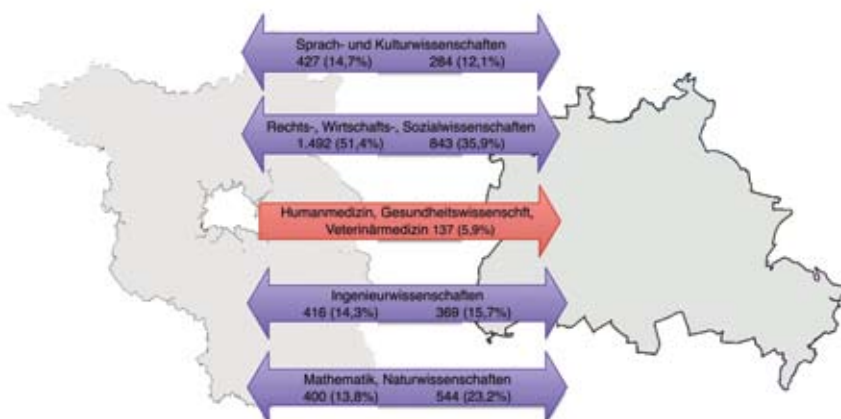 Sprach- und Kulturwissenschaften
427 (14,7%) 284 (12,1%)
Rechts-, Wirtschafts-, Sozialwissenschaften
1.492 (51,4%) 843 (35,9%)
Humanmedizin, Gesundheitswissenschft,
Veterinärmedizin 137 (5,9%)
Ingenieurwissenschaften
416 (14,3%) 369 (15,7%)
Mathematik, Naturwissenschaften
400 (13,8%) 544 (23,2%)